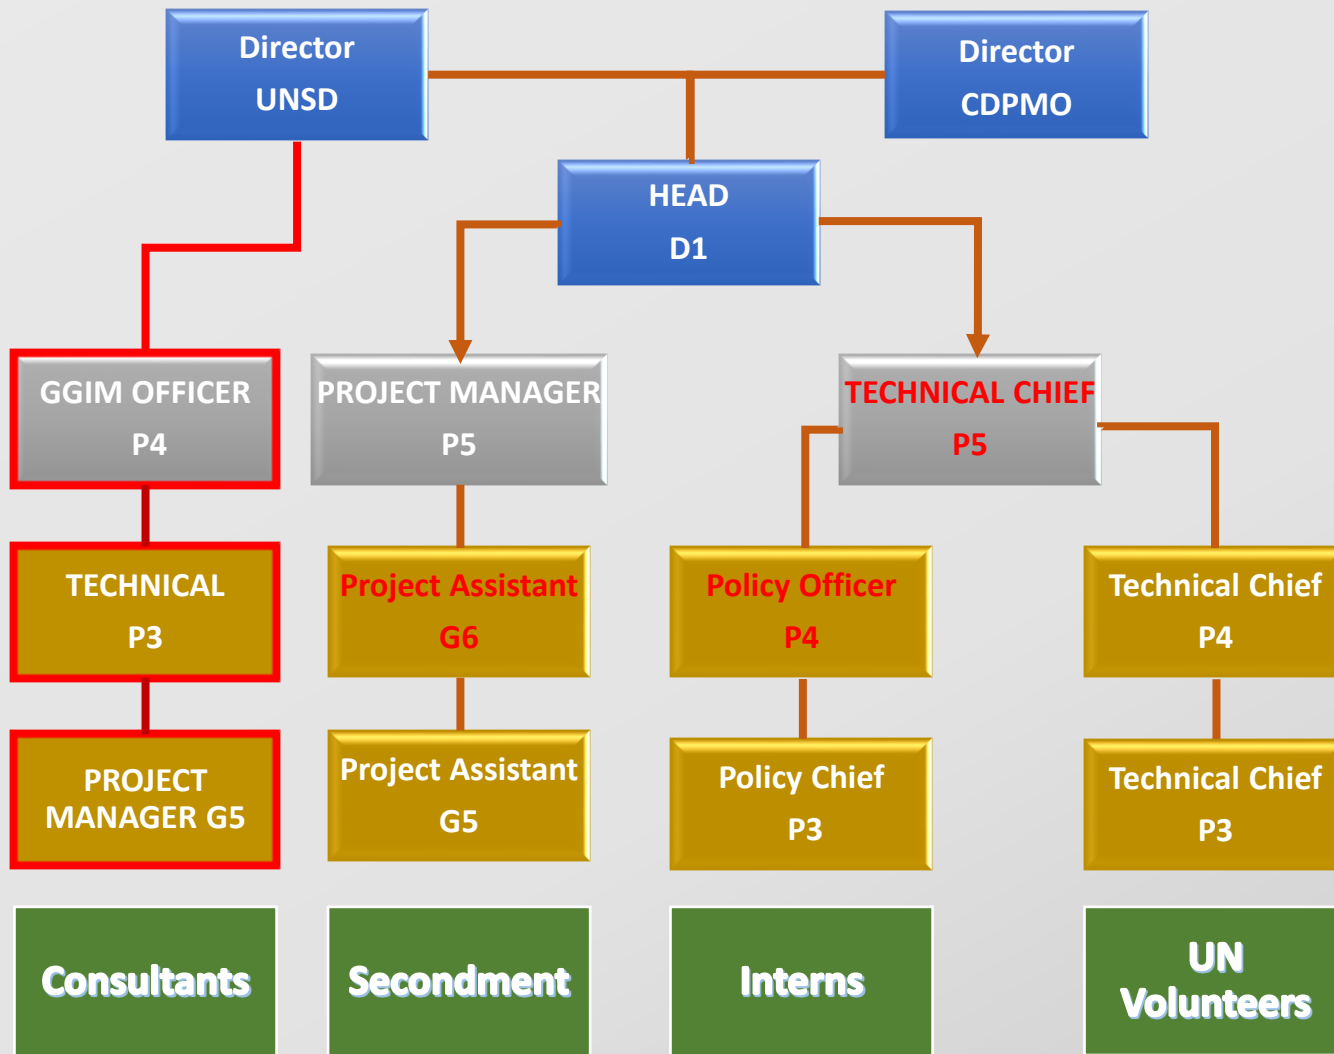 Director
UNSD
Director
CDPMO
HEAD
D1
GGIM OFFICER
P4
PROJECT MANAGER
P5
TECHNICAL CHIEF
P5
TECHNICAL
P3
Project Assistant
G6
Policy Officer
P4
Technical Chief
P4
PROJECT
MANAGER G5
Project Assistant
G5
Policy Chief
P3
Technical Chief
P3
Consultants
Secondment
Interns
UN
Volunteers